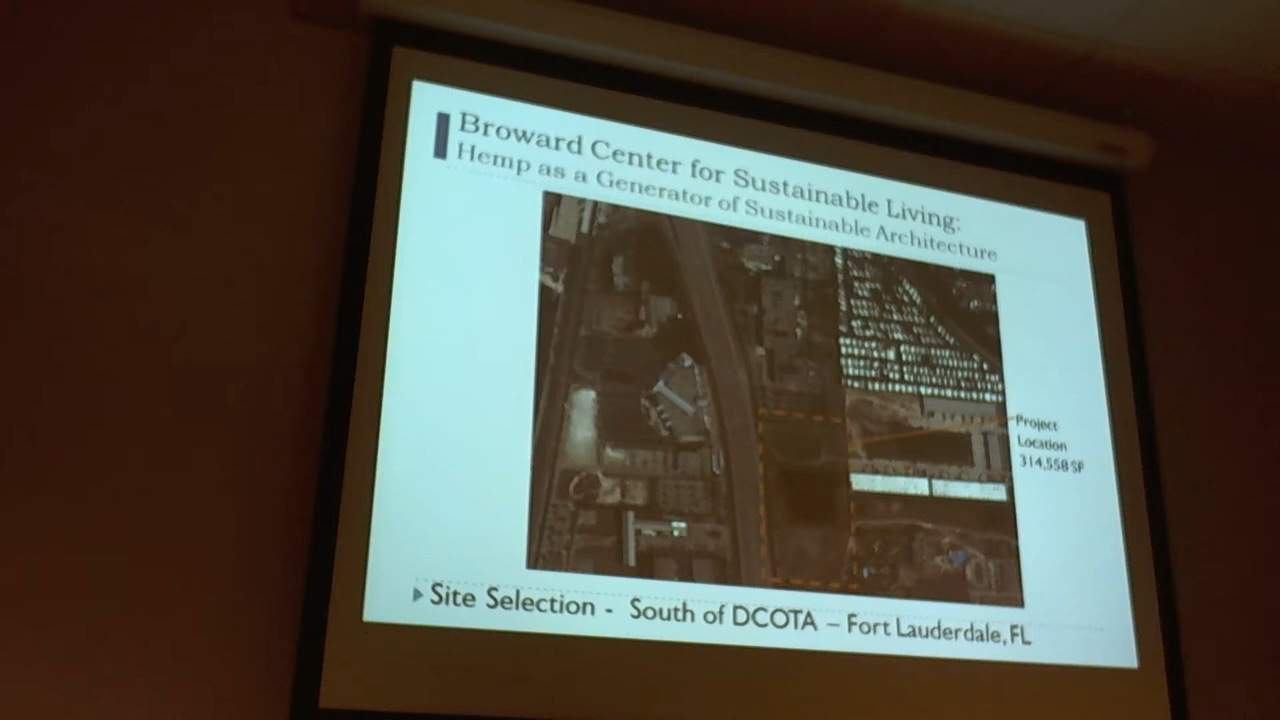 Broward Center for Sustainable Living:
Hemp as a Generator of Sustainable Architecture
Project
Location
314,558 SF
Site Selection - South of DCOTA – Fort Lauderdale, FL